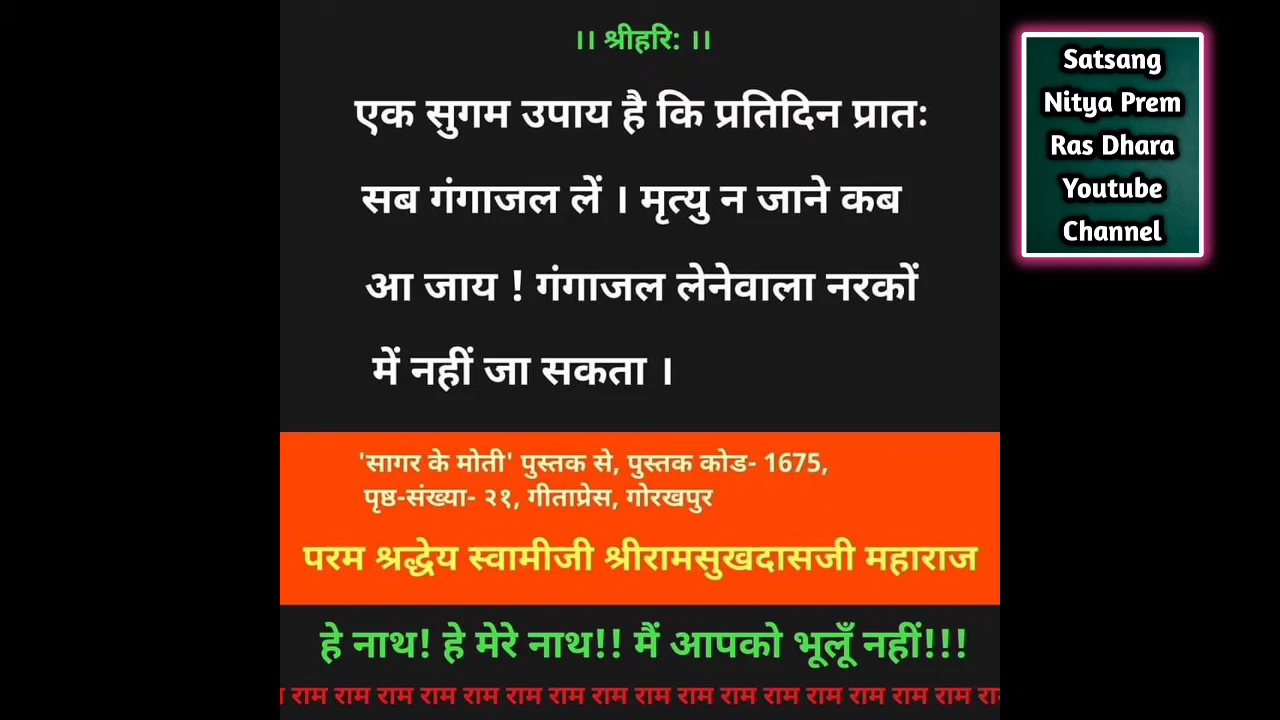 ।। श्रीहरि: ।।
एक सुगम उपाय है कि प्रतिदिन प्रातः
सब गंगाजल लें । मृत्यु न जाने कब
आ जाय ! गंगाजल लेनेवाला नरकों
में नहीं जा सकता ।
'सागर के मोती' पुस्तक से, पुस्तक कोड- 1675,
पृष्ठ-संख्या- २१, गीताप्रेस, गोरखपुर
परम श्रद्धेय स्वामीजी श्रीरामसुखदासजी महाराज
हे नाथ! हे मेरे नाथ!! मैं आपको भूलूँ नहीं!!!
राम राम राम राम राम राम राम राम राम राम राम राम राम राम राम राम
Satsang
Nitya Prem
Ras Dhara
Youtube
Channel